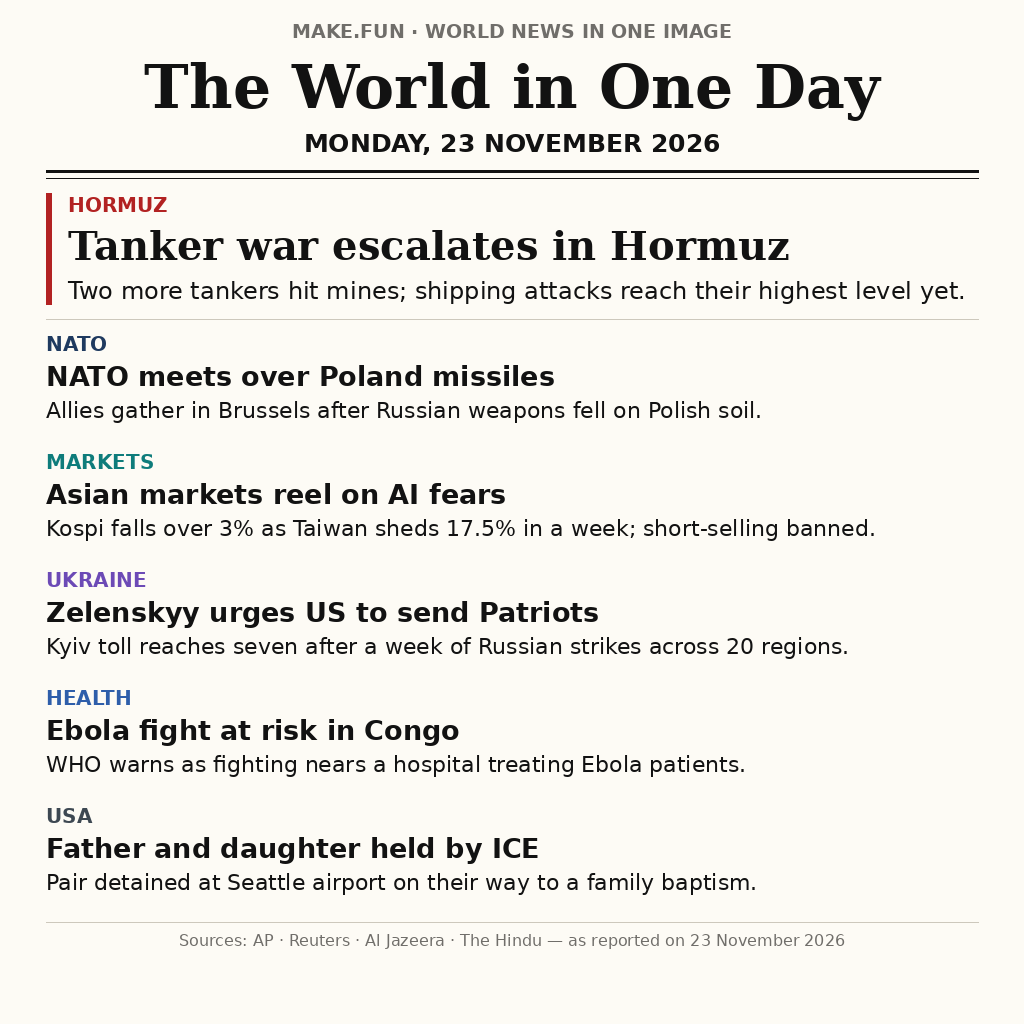 MAKE.FUN · WORLD NEWS IN ONE IMAGE
The World in One Day
MONDAY, 23 NOVEMBER 2026
HORMUZ
Tanker war escalates in Hormuz
Two more tankers hit mines; shipping attacks reach their highest level yet.
NATO
NATO meets over Poland missiles
Allies gather in Brussels after Russian weapons fell on Polish soil.
MARKETS
Asian markets reel on AI fears
Kospi falls over 3% as Taiwan sheds 17.5% in a week; short-selling banned.
UKRAINE
Zelenskyy urges US to send Patriots
Kyiv toll reaches seven after a week of Russian strikes across 20 regions.
HEALTH
Ebola fight at risk in Congo
WHO warns as fighting nears a hospital treating Ebola patients.
USA
Father and daughter held by ICE
Pair detained at Seattle airport on their way to a family baptism.
Sources: AP · Reuters · Al Jazeera · The Hindu — as reported on 23 November 2026